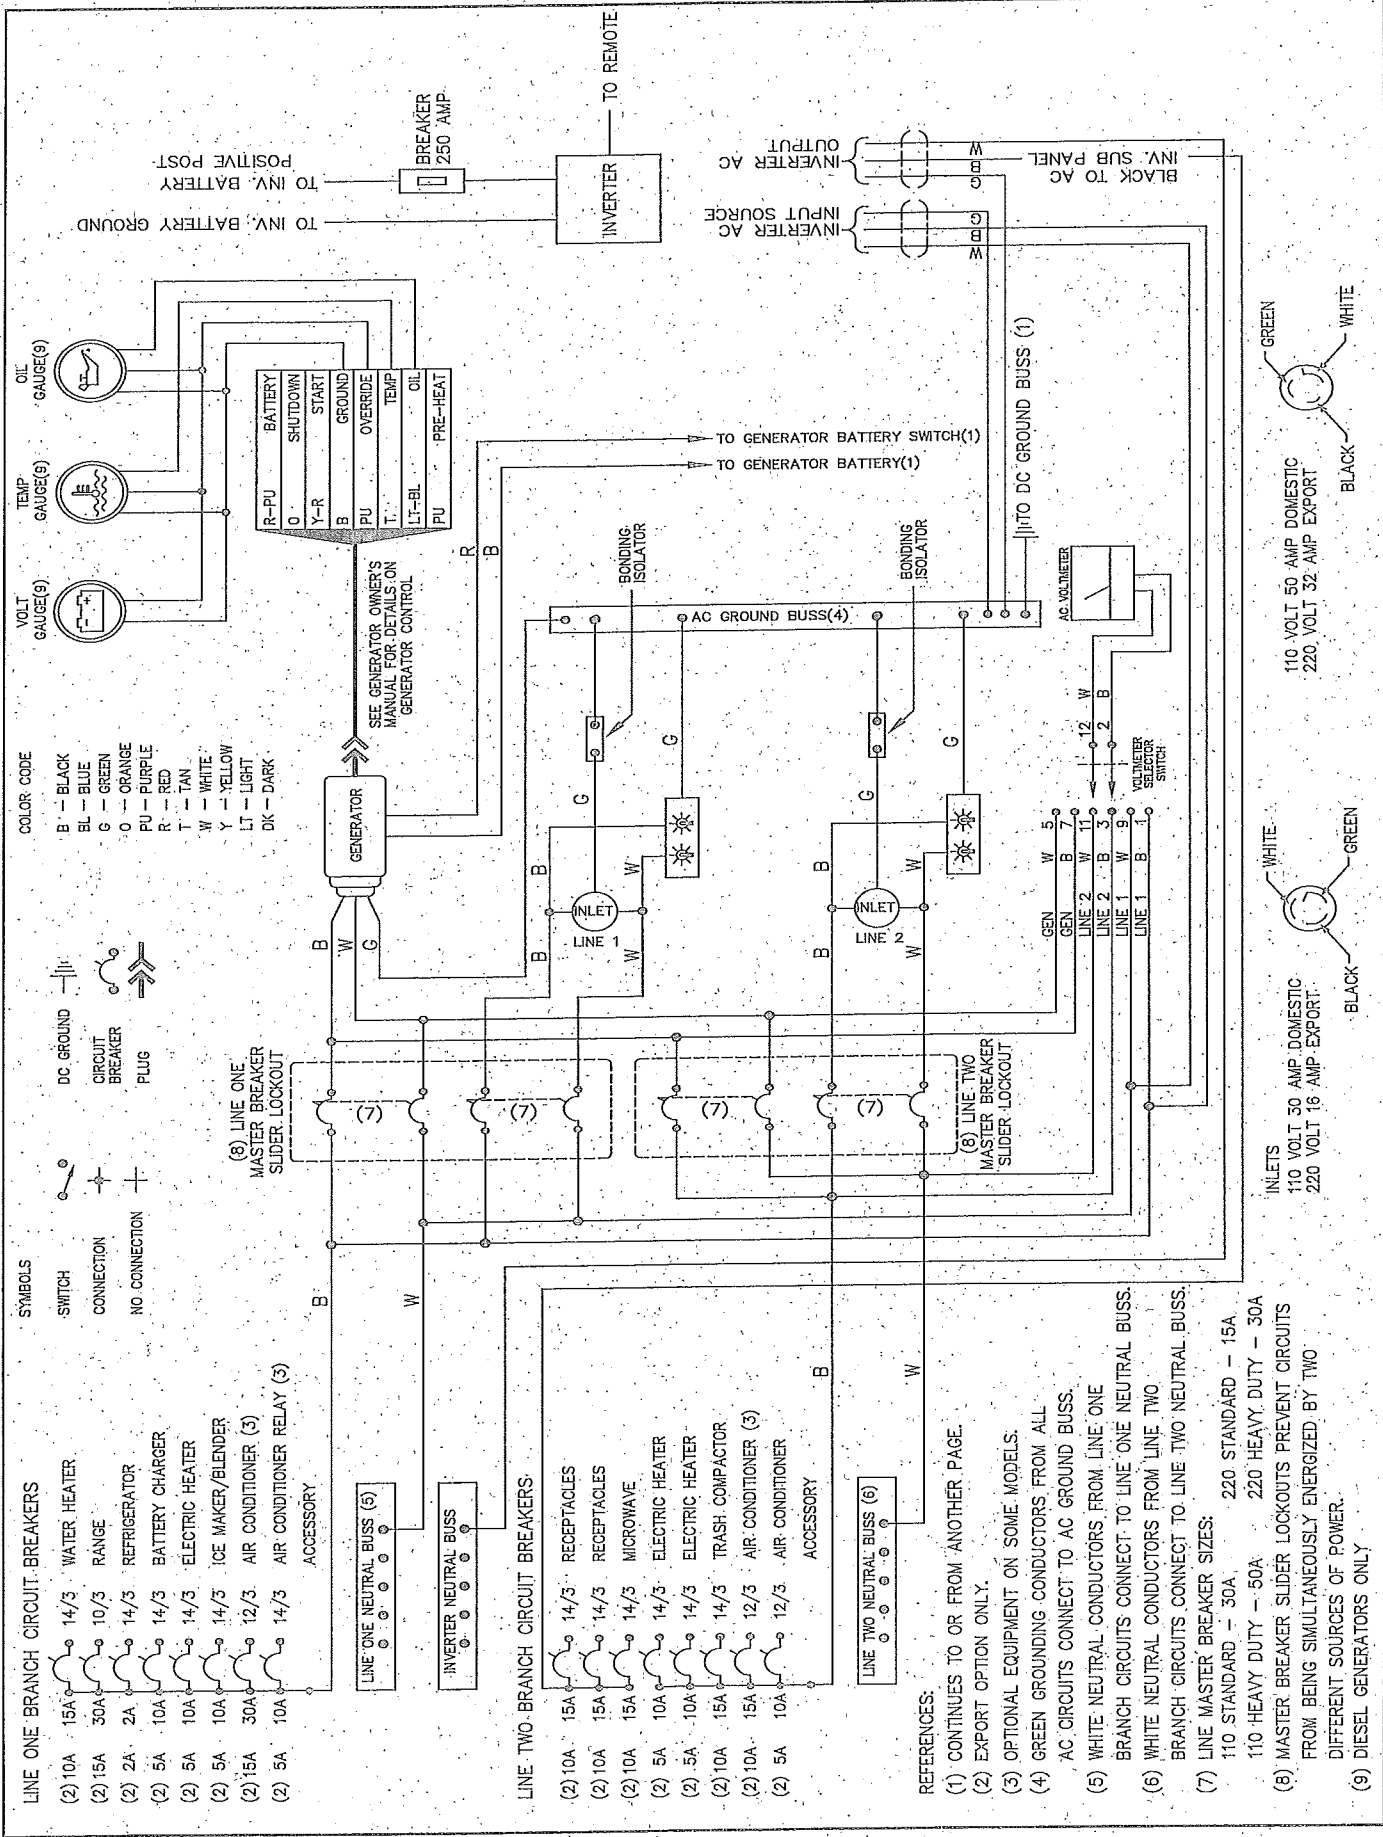 LINE ONE BRANCH CIRCUIT BREAKERS
(2) 10A 15A 14/3 WATER HEATER
(2) 15A 30A 10/3 RANGE
(2) 2A 2A 14/3 REFRIGERATOR
(2) 5A 10A 14/3 BATTERY CHARGER
(2) 5A 10A 14/3 ELECTRIC HEATER
(2) 5A 10A 14/3 ICE MAKER/BLENDER
(2) 15A 30A 12/3 AIR CONDITIONER (3)
(2) 5A 10A 14/3 AIR CONDITIONER RELAY (3)
ACCESSORY
LINE ONE NEUTRAL BUSS (5)
INVERTER NEUTRAL BUSS
LINE TWO BRANCH CIRCUIT BREAKERS
(2) 10A 15A 14/3 RECEPTACLES
(2) 10A 15A 14/3 RECEPTACLES
(2) 10A 15A 14/3 MICROWAVE
(2) 5A 10A 14/3 ELECTRIC HEATER
(2) 5A 10A 14/3 ELECTRIC HEATER
(2) 10A 15A 14/3 TRASH COMPACTOR
(2) 10A 15A 12/3 AIR CONDITIONER (3)
(2) 5A 10A 12/3 AIR CONDITIONER
ACCESSORY
LINE TWO NEUTRAL BUSS (6)
REFERENCES:
(1) CONTINUES TO OR FROM ANOTHER PAGE.
(2) EXPORT OPTION ONLY.
(3) OPTIONAL EQUIPMENT ON SOME MODELS.
(4) GREEN GROUNDING CONDUCTORS FROM ALL
AC CIRCUITS CONNECT TO AC GROUND BUSS.
(5) WHITE NEUTRAL CONDUCTORS FROM LINE ONE
BRANCH CIRCUITS CONNECT TO LINE ONE NEUTRAL BUSS.
(6) WHITE NEUTRAL CONDUCTORS FROM LINE TWO
BRANCH CIRCUITS CONNECT TO LINE TWO NEUTRAL BUSS.
(7) LINE MASTER BREAKER SIZES:
110 STANDARD - 30A 220 STANDARD - 15A
110 HEAVY DUTY - 50A 220 HEAVY DUTY - 30A
(8) MASTER BREAKER SLIDER LOCKOUTS PREVENT CIRCUITS
FROM BEING SIMULTANEOUSLY ENERGIZED BY TWO
DIFFERENT SOURCES OF POWER.
(9) DIESEL GENERATORS ONLY
SYMBOLS
SWITCH
CONNECTION
NO CONNECTION
DC GROUND
CIRCUIT
BREAKER
PLUG
COLOR CODE
B - BLACK
BL - BLUE
G - GREEN
O - ORANGE
PU - PURPLE
R - RED
T - TAN
W - WHITE
Y - YELLOW
LT - LIGHT
DK - DARK
B
W
B
W
(8) LINE ONE
MASTER BREAKER
SLIDER LOCKOUT
(7)
(7)
(7)
(7)
(8) LINE TWO
MASTER BREAKER
SLIDER LOCKOUT
B
W
G
GENERATOR
SEE GENERATOR OWNER'S
MANUAL FOR DETAILS ON
GENERATOR CONTROL
VOLT
GAUGE(9)
TEMP
GAUGE(9)
OIL
GAUGE(9)
R-PU BATTERY
O SHUTDOWN
Y-R START
B GROUND
PU OVERRIDE
T TEMP
LT-BL OIL
PU PRE-HEAT
R
B
TO GENERATOR BATTERY SWITCH(1)
TO GENERATOR BATTERY(1)
B
B
INLET
LINE 1
W
W
G
G
BONDING
ISOLATOR
AC GROUND BUSS(4)
B
B
INLET
LINE 2
W
W
G
G
BONDING
ISOLATOR
TO DC GROUND BUSS (1)
GEN W 5
GEN B 7
LINE 2 W 11
LINE 2 B 3
LINE 1 W 9
LINE 1 B 1
12 W
2 B
VOLTMETER
SELECTOR
SWITCH
AC VOLTMETER
TO INV. BATTERY GROUND
TO INV. BATTERY
POSITIVE POST
BREAKER
250 AMP
INVERTER
TO REMOTE
INVERTER AC
INPUT SOURCE
W
B
G
INVERTER AC
OUTPUT
G
B
W
BLACK TO AC
INV. SUB PANEL
INLETS
110 VOLT 30 AMP DOMESTIC
220 VOLT 16 AMP EXPORT
BLACK
WHITE
GREEN
110 VOLT 50 AMP DOMESTIC
220 VOLT 32 AMP EXPORT
BLACK
GREEN
WHITE